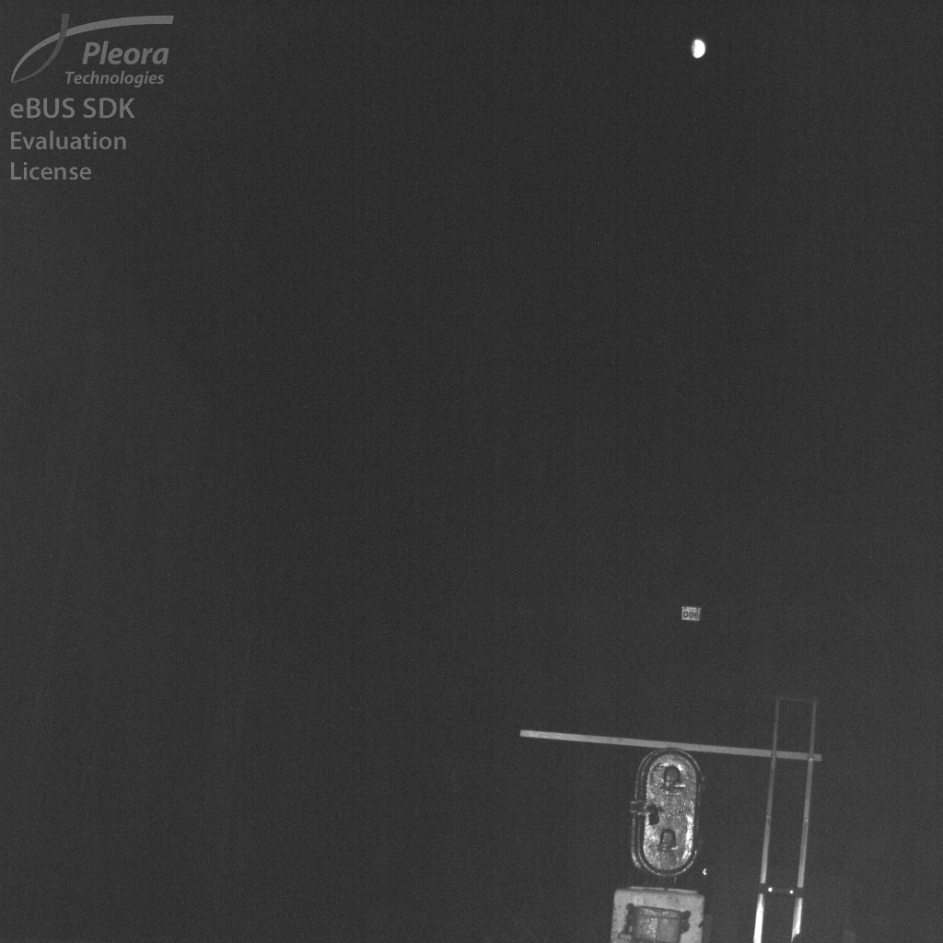 Pleora
Technologies
eBUS SDK
Evaluation
License